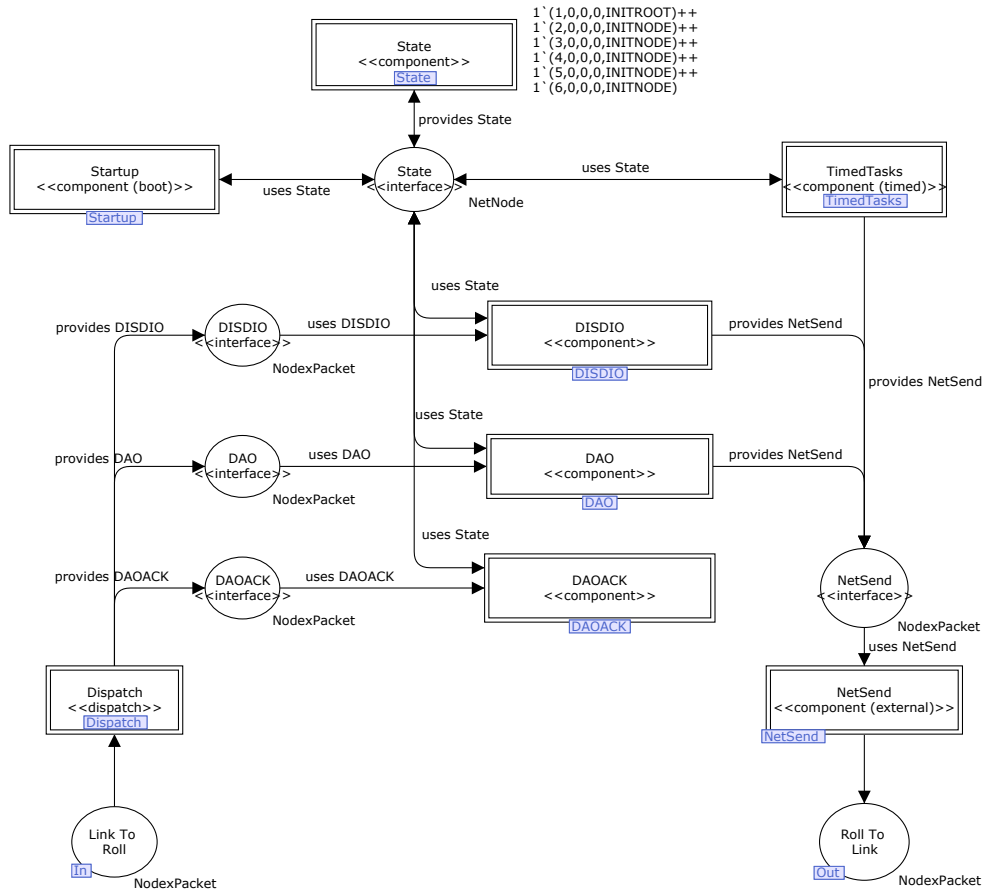 1`(1,0,0,0,INITROOT)++
1`(2,0,0,0,INITNODE)++
1`(3,0,0,0,INITNODE)++
1`(4,0,0,0,INITNODE)++
1`(5,0,0,0,INITNODE)++
1`(6,0,0,0,INITNODE)
State
<<component>>
State
provides State
Startup
<<component (boot)>>
Startup
uses State
State
<<interface>>
NetNode
uses State
TimedTasks
<<component (timed)>>
TimedTasks
uses State
provides DISDIO
DISDIO
<<interface>>
NodexPacket
uses DISDIO
DISDIO
<<component>>
DISDIO
provides NetSend
provides NetSend
uses State
provides DAO
DAO
<<interface>>
NodexPacket
uses DAO
DAO
<<component>>
DAO
provides NetSend
uses State
provides DAOACK
DAOACK
<<interface>>
NodexPacket
uses DAOACK
DAOACK
<<component>>
DAOACK
NetSend
<<interface>>
NodexPacket
uses NetSend
Dispatch
<<dispatch>>
Dispatch
NetSend
<<component (external)>>
NetSend
Link To
Roll
In
NodexPacket
Roll To
Link
Out
NodexPacket